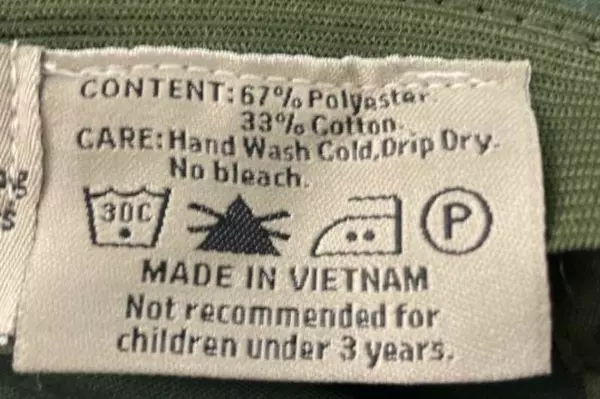 CONTENT: 67% Polyester.
33% Cotton.
CARE: Hand Wash Cold, Drip Dry.
No bleach.
30C P
MADE IN VIETNAM
Not recommended for
children under 3 years.